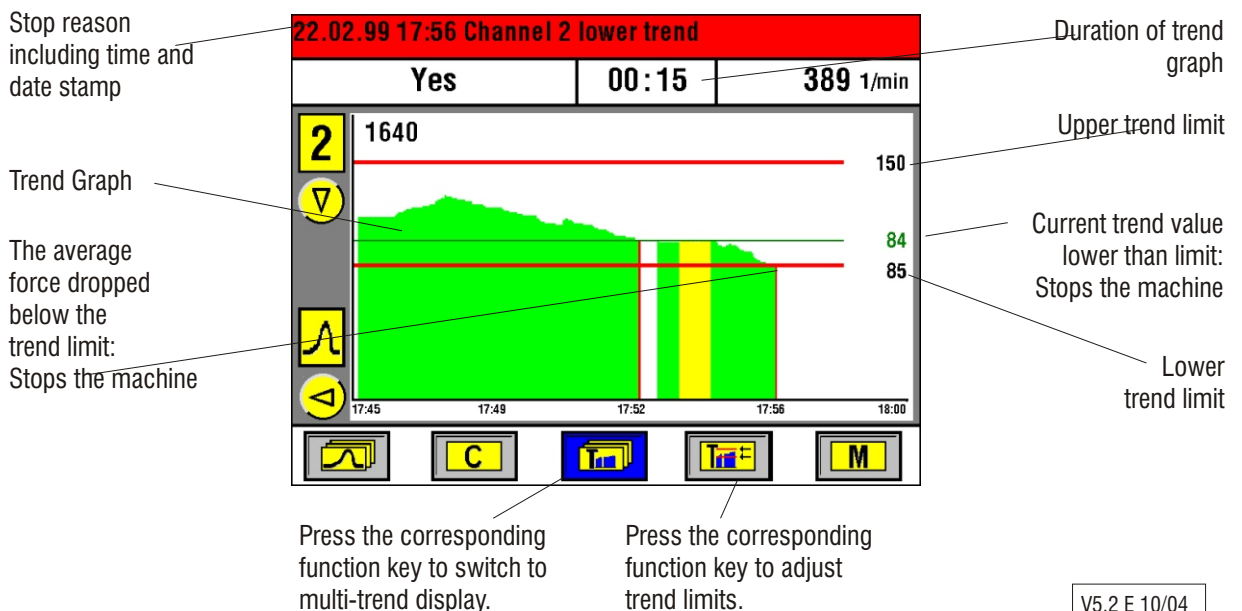 Stop reason
including time and
date stamp
Trend Graph
The average
force dropped
below the
trend limit:
Stops the machine
22.02.99 17:56 Channel 2 lower trend
Yes
00:15
389 1/min
2
1640
150
84
85
17:45
17:49
17:52
17:56
18:00
C
T
T
M
Duration of trend
graph
Upper trend limit
Current trend value
lower than limit:
Stops the machine
Lower
trend limit
Press the corresponding
function key to switch to
multi-trend display.
Press the corresponding
function key to adjust
trend limits.
V5.2 E 10/04